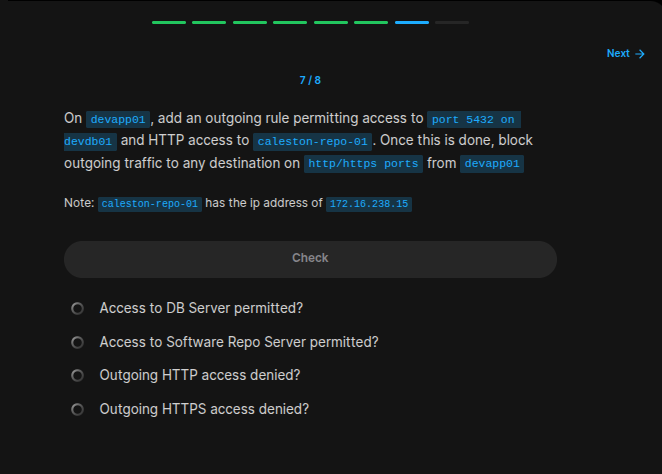 Next →
7 / 8
On devapp01, add an outgoing rule permitting access to port 5432 on
devdb01 and HTTP access to caleston-repo-01. Once this is done, block
outgoing traffic to any destination on http/https ports from devapp01
Note: caleston-repo-01 has the ip address of 172.16.238.15
Check
Access to DB Server permitted?
Access to Software Repo Server permitted?
Outgoing HTTP access denied?
Outgoing HTTPS access denied?